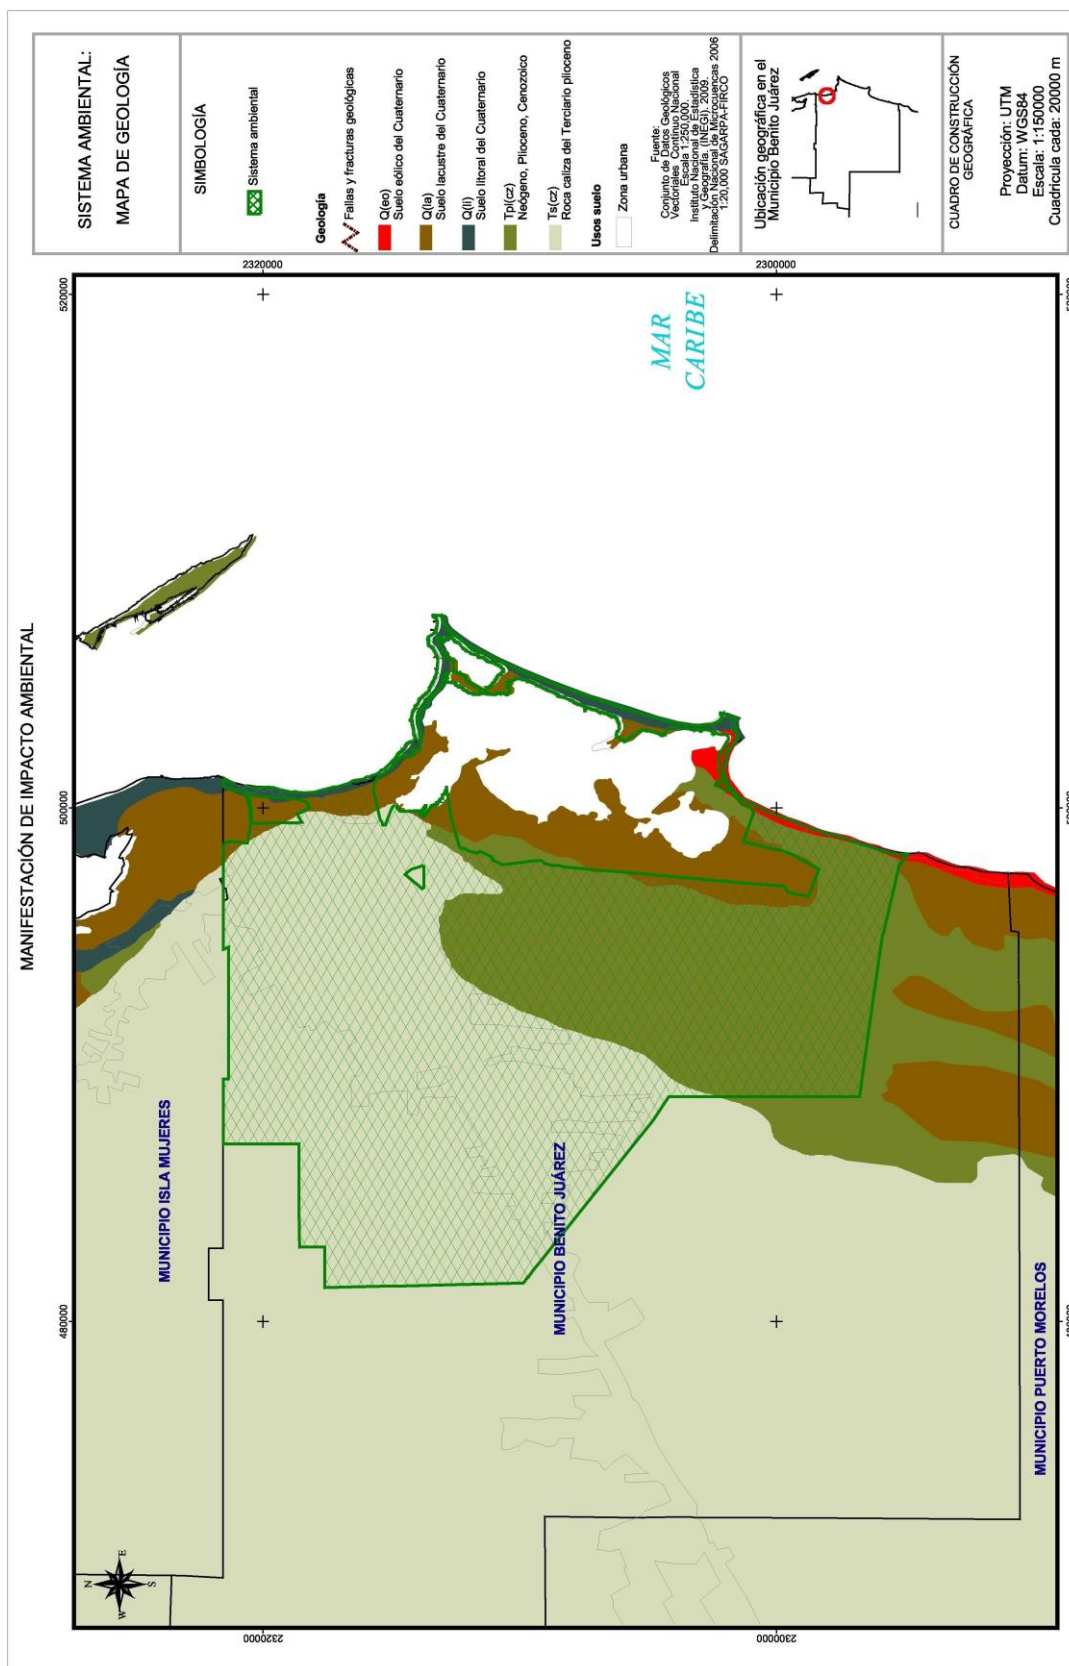 MANIFESTACIÓN DE IMPACTO AMBIENTAL
SISTEMA AMBIENTAL:
MAPA DE GEOLOGÍA
SIMBOLOGÍA
Sistema ambiental
Geología
Fallas y fracturas geológicas
Q(eo)
Suelo eólico del Cuaternario
Q(la)
Suelo lacustre del Cuaternario
Q(li)
Suelo litoral del Cuaternario
Tpl(cz)
Neógeno, Plioceno, Cenozoico
Ts(cz)
Roca caliza del Terciario plioceno
Usos suelo
Zona urbana
Fuente:
Conjunto de Datos Geológicos
Vectoriales Continuo Nacional
Escala 1:250,000.
Instituto Nacional de Estadística
y Geografía. (INEGI). 2009.
Delimitación Nacional de Microcuencas 2006
1:20,000 SAGARPA-FIRCO
Ubicación geográfica en el
Municipio Benito Juárez
CUADRO DE CONSTRUCCIÓN
GEOGRÁFICA
Proyección: UTM
Datum: WGS84
Escala: 1:150000
Cuadrícula cada: 20000 m
520000
2320000
2300000
520000
MAR
CARIBE
500000
500000
MUNICIPIO ISLA MUJERES
MUNICIPIO BENITO JUÁREZ
MUNICIPIO PUERTO MORELOS
480000
480000
N
E
S
W
2320000
2300000